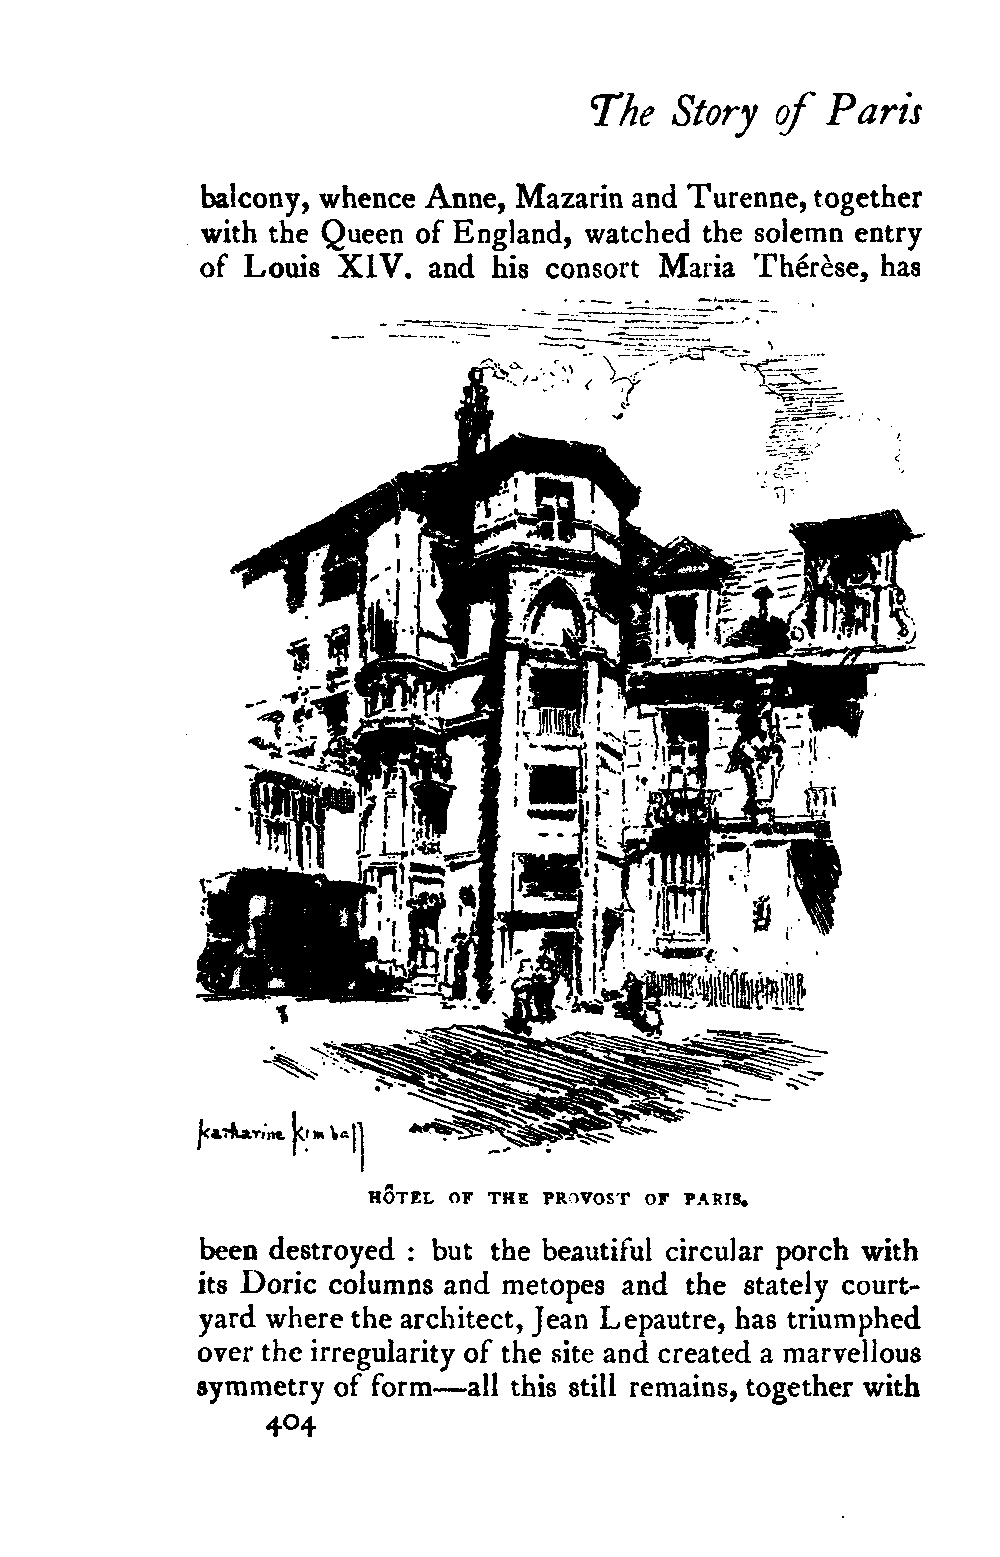 The Story of Paris
balcony, whence Anne, Mazarin and Turenne, together
with the Queen of England, watched the solemn entry
of Louis XIV. and his consort Maria Thérèse, has
Katharine Kimball
HÔTEL OF THE PROVOST OF PARIS.
been destroyed : but the beautiful circular porch with
its Doric columns and metopes and the stately court-
yard where the architect, Jean Lepautre, has triumphed
over the irregularity of the site and created a marvellous
symmetry of form—all this still remains, together with
404